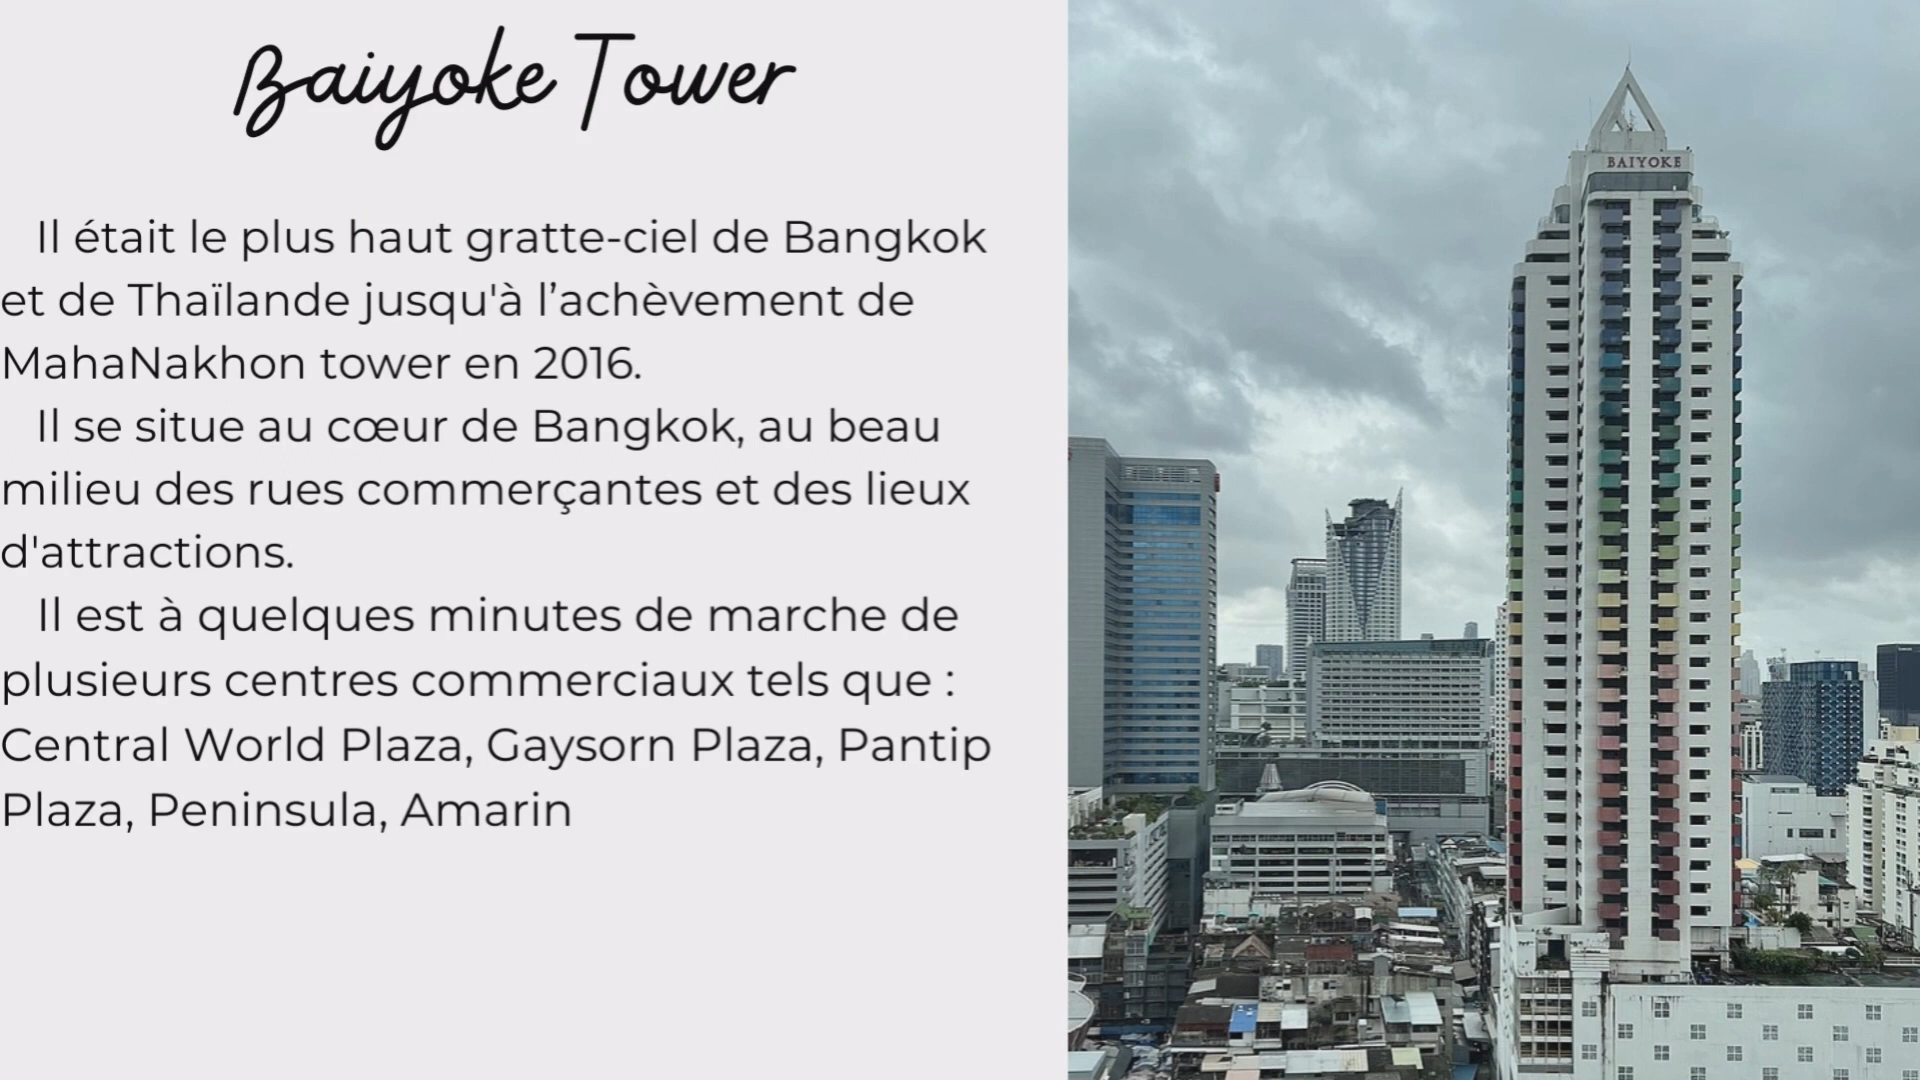 Baiyoke Tower
Il était le plus haut gratte-ciel de Bangkok
et de Thaïlande jusqu'à l’achèvement de
MahaNakhon tower en 2016.
Il se situe au cœur de Bangkok, au beau
milieu des rues commerçantes et des lieux
d'attractions.
Il est à quelques minutes de marche de
plusieurs centres commerciaux tels que :
Central World Plaza, Gaysorn Plaza, Pantip
Plaza, Peninsula, Amarin
BAIYOKE